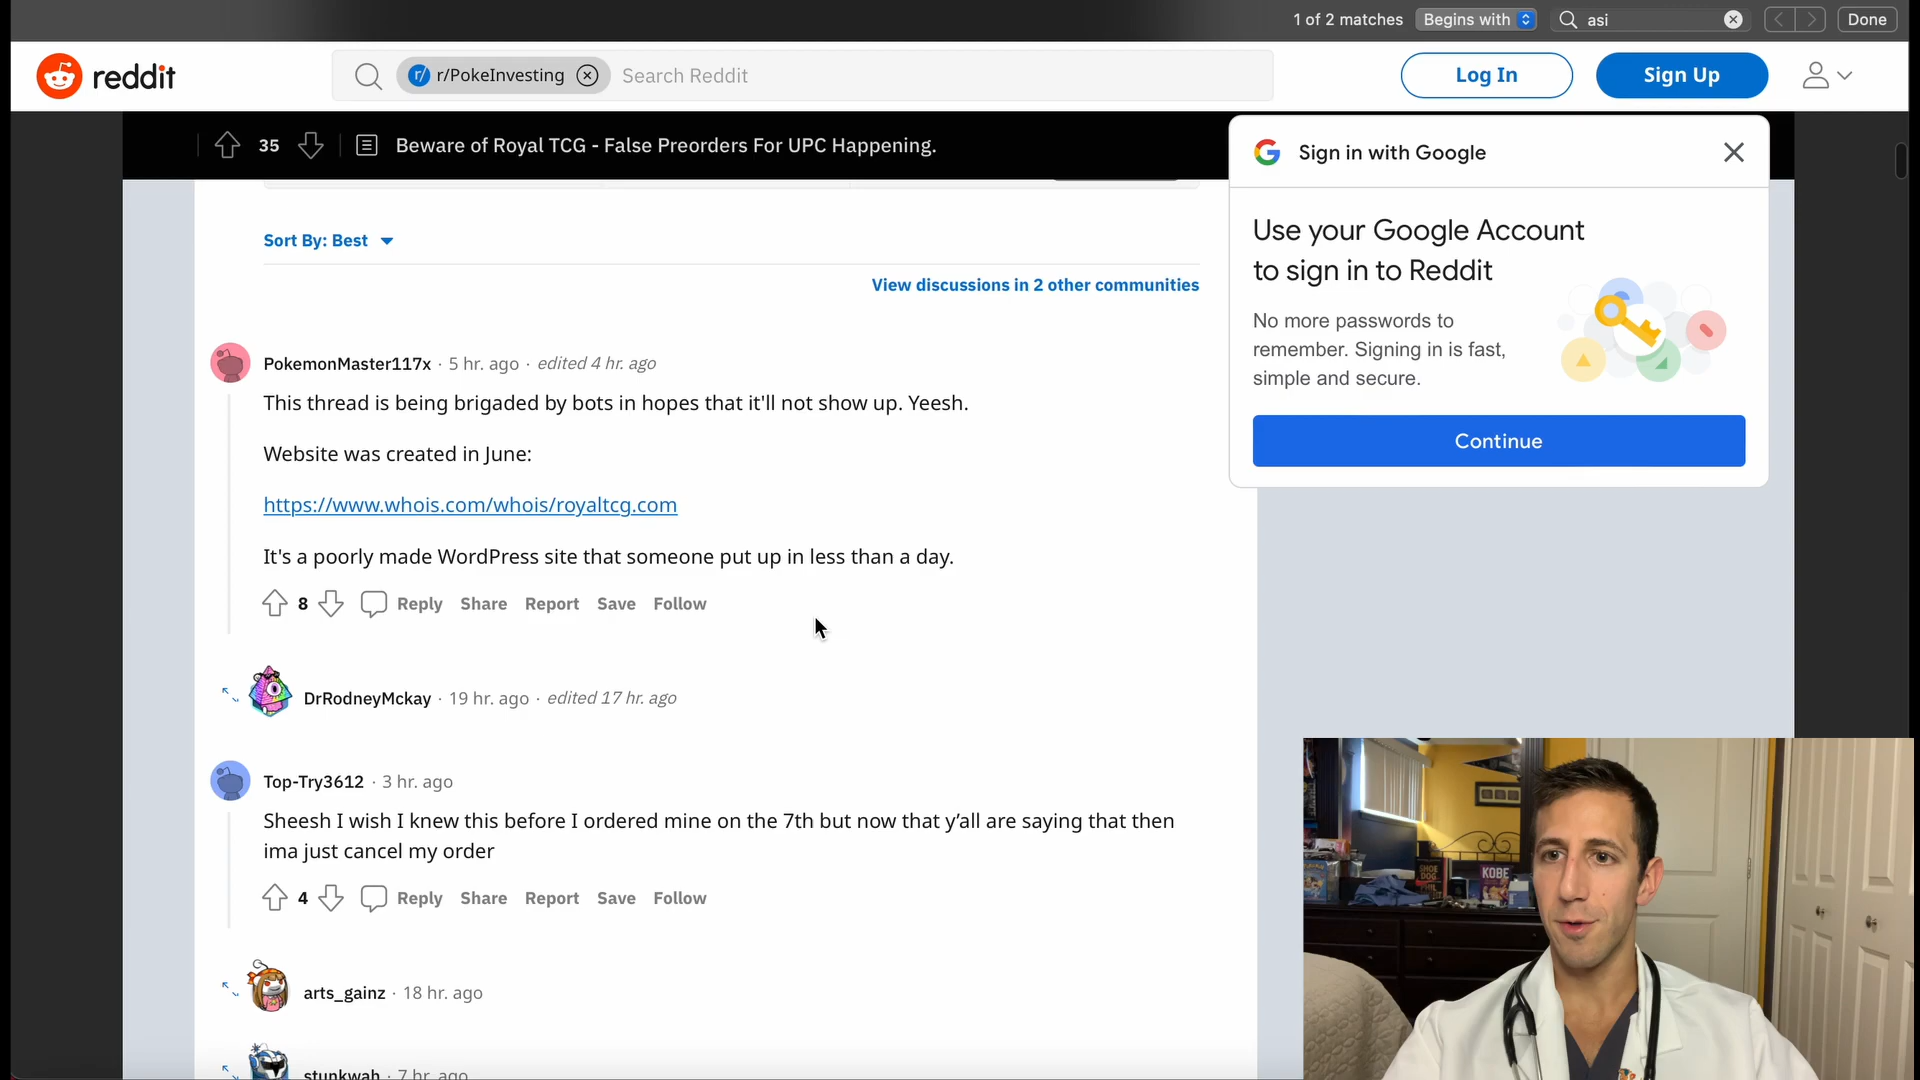 1 of 2 matches Begins with asi Done
reddit r/ r/PokeInvesting Search Reddit Log In Sign Up
35 Beware of Royal TCG - False Preorders For UPC Happening.
Sign in with Google
Use your Google Account
to sign in to Reddit
No more passwords to
remember. Signing in is fast,
simple and secure.
Continue
Sort By: Best
View discussions in 2 other communities
PokemonMaster117x · 5 hr. ago · edited 4 hr. ago
This thread is being brigaded by bots in hopes that it'll not show up. Yeesh.
Website was created in June:
https://www.whois.com/whois/royaltcg.com
It's a poorly made WordPress site that someone put up in less than a day.
8 Reply Share Report Save Follow
DrRodneyMckay · 19 hr. ago · edited 17 hr. ago
Top-Try3612 · 3 hr. ago
Sheesh I wish I knew this before I ordered mine on the 7th but now that y’all are saying that then
ima just cancel my order
4 Reply Share Report Save Follow
arts_gainz · 18 hr. ago
stunkwah · 7 hr. ago
SHOE
DOG
PHIL
KOBE